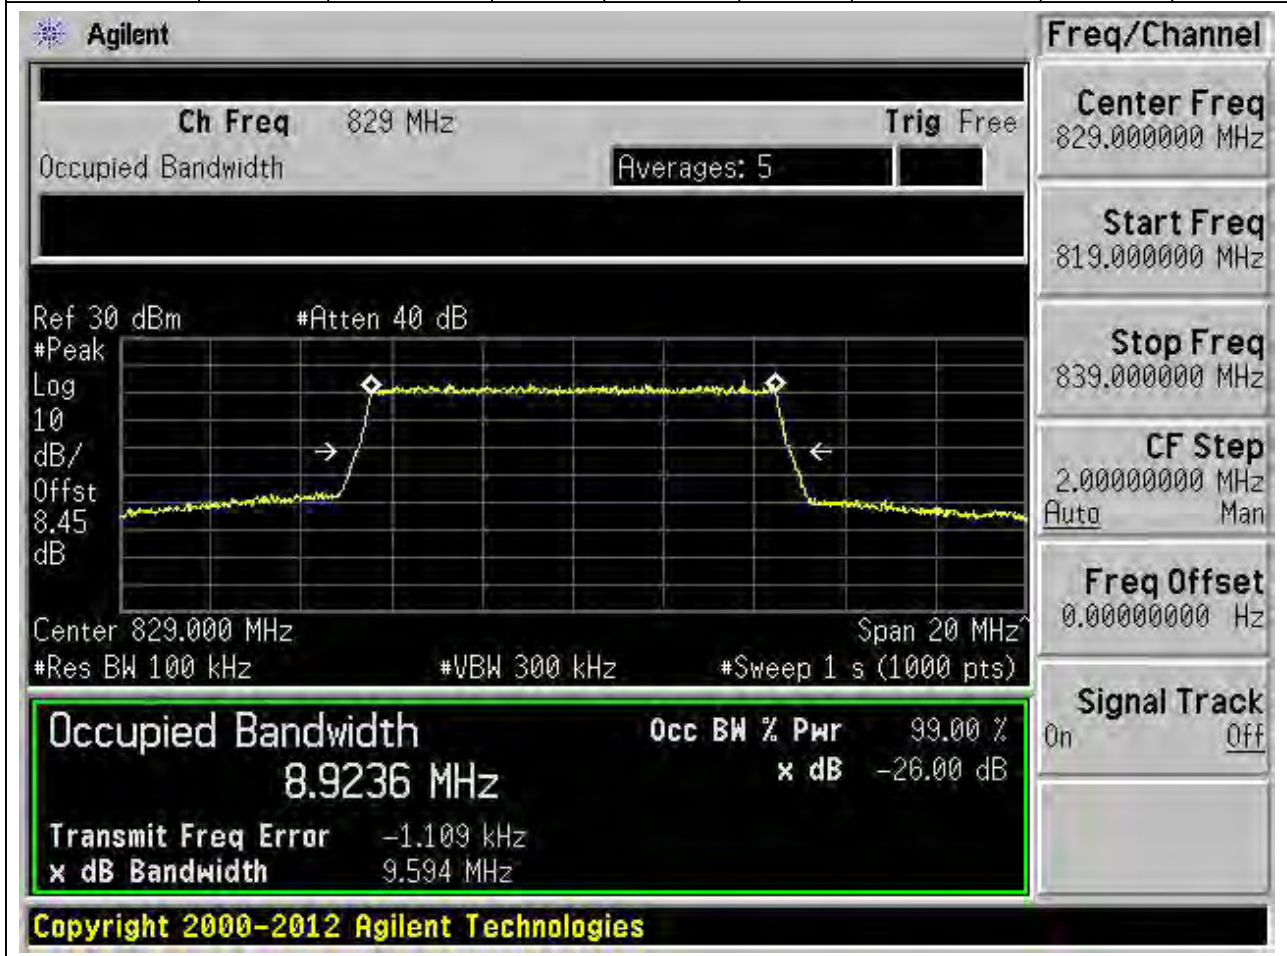 Agilent
Freq/Channel
Ch Freq 829 MHz Trig Free
Occupied Bandwidth Averages: 5
Center Freq
829.000000 MHz
Start Freq
819.000000 MHz
Stop Freq
839.000000 MHz
CF Step
2.00000000 MHz
Auto Man
Freq Offset
0.00000000 Hz
Signal Track
On Off
Ref 30 dBm #Atten 40 dB
#Peak
Log
10
dB/
Offst
8.45
dB
Center 829.000 MHz Span 20 MHz^
#Res BW 100 kHz #VBW 300 kHz #Sweep 1 s (1000 pts)
Occupied Bandwidth Occ BW % Pwr 99.00 %
8.9236 MHz x dB -26.00 dB
Transmit Freq Error -1.109 kHz
x dB Bandwidth 9.594 MHz
Copyright 2000-2012 Agilent Technologies